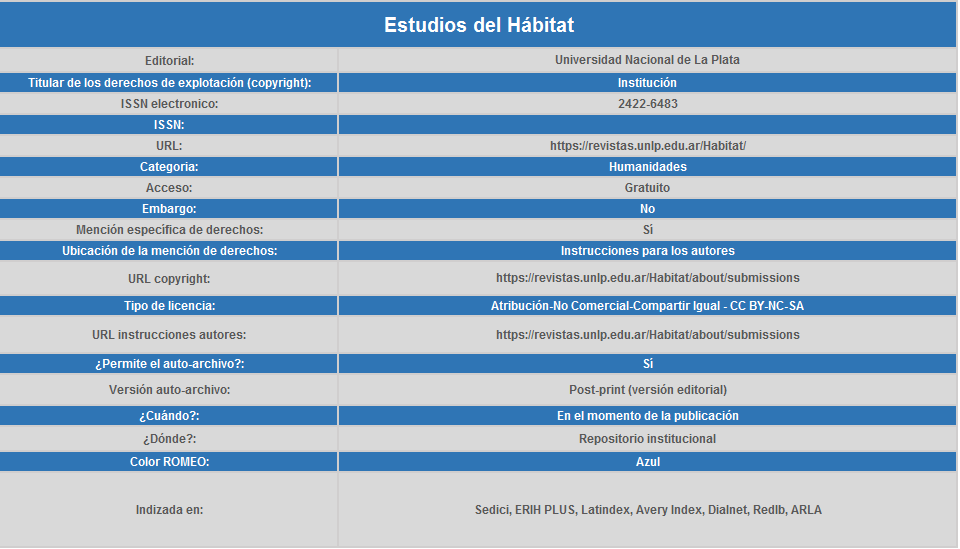 Estudios del Hábitat
Editorial: Universidad Nacional de La Plata
Titular de los derechos de explotación (copyright): Institución
ISSN electronico: 2422-6483
ISSN:
URL: https://revistas.unlp.edu.ar/Habitat/
Categoria: Humanidades
Acceso: Gratuito
Embargo: No
Mención específica de derechos: Sí
Ubicación de la mención de derechos: Instrucciones para los autores
URL copyright: https://revistas.unlp.edu.ar/Habitat/about/submissions
Tipo de licencia: Atribución-No Comercial-Compartir Igual - CC BY-NC-SA
URL instrucciones autores: https://revistas.unlp.edu.ar/Habitat/about/submissions
¿Permite el auto-archivo?: Sí
Versión auto-archivo: Post-print (versión editorial)
¿Cuándo?: En el momento de la publicación
¿Dónde?: Repositorio institucional
Color ROMEO: Azul
Indizada en: Sedici, ERIH PLUS, Latindex, Avery Index, Dialnet, RedIb, ARLA